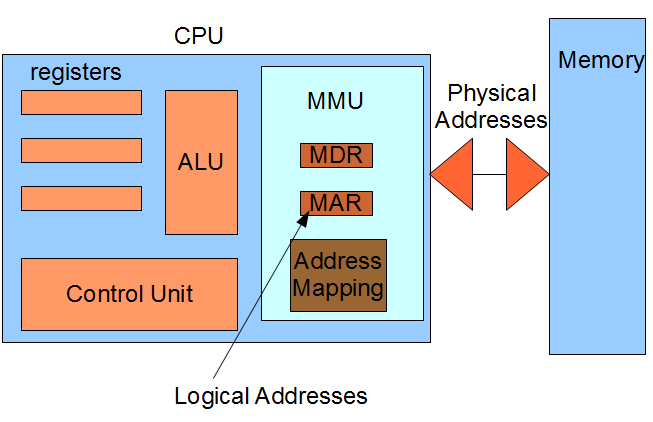 CPU
registers
ALU
Control Unit
MMU
MDR
MAR
Address
Mapping
Logical Addresses
Physical
Addresses
Memory